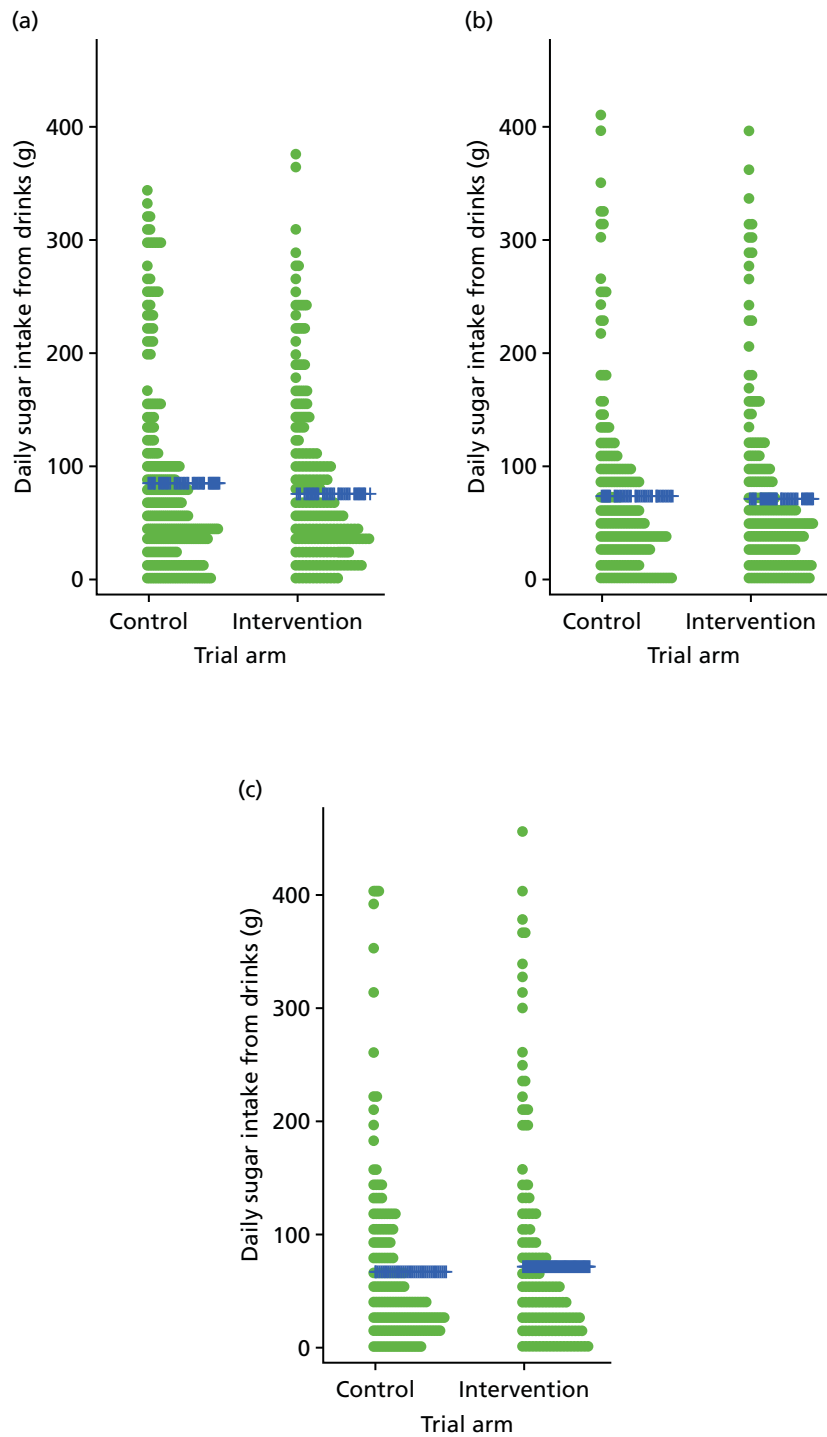 (a)
Daily sugar intake from drinks (g)
400
300
200
100
0
Control Intervention
Trial arm
(b)
Daily sugar intake from drinks (g)
400
300
200
100
0
Control Intervention
Trial arm
(c)
Daily sugar intake from drinks (g)
400
300
200
100
0
Control Intervention
Trial arm